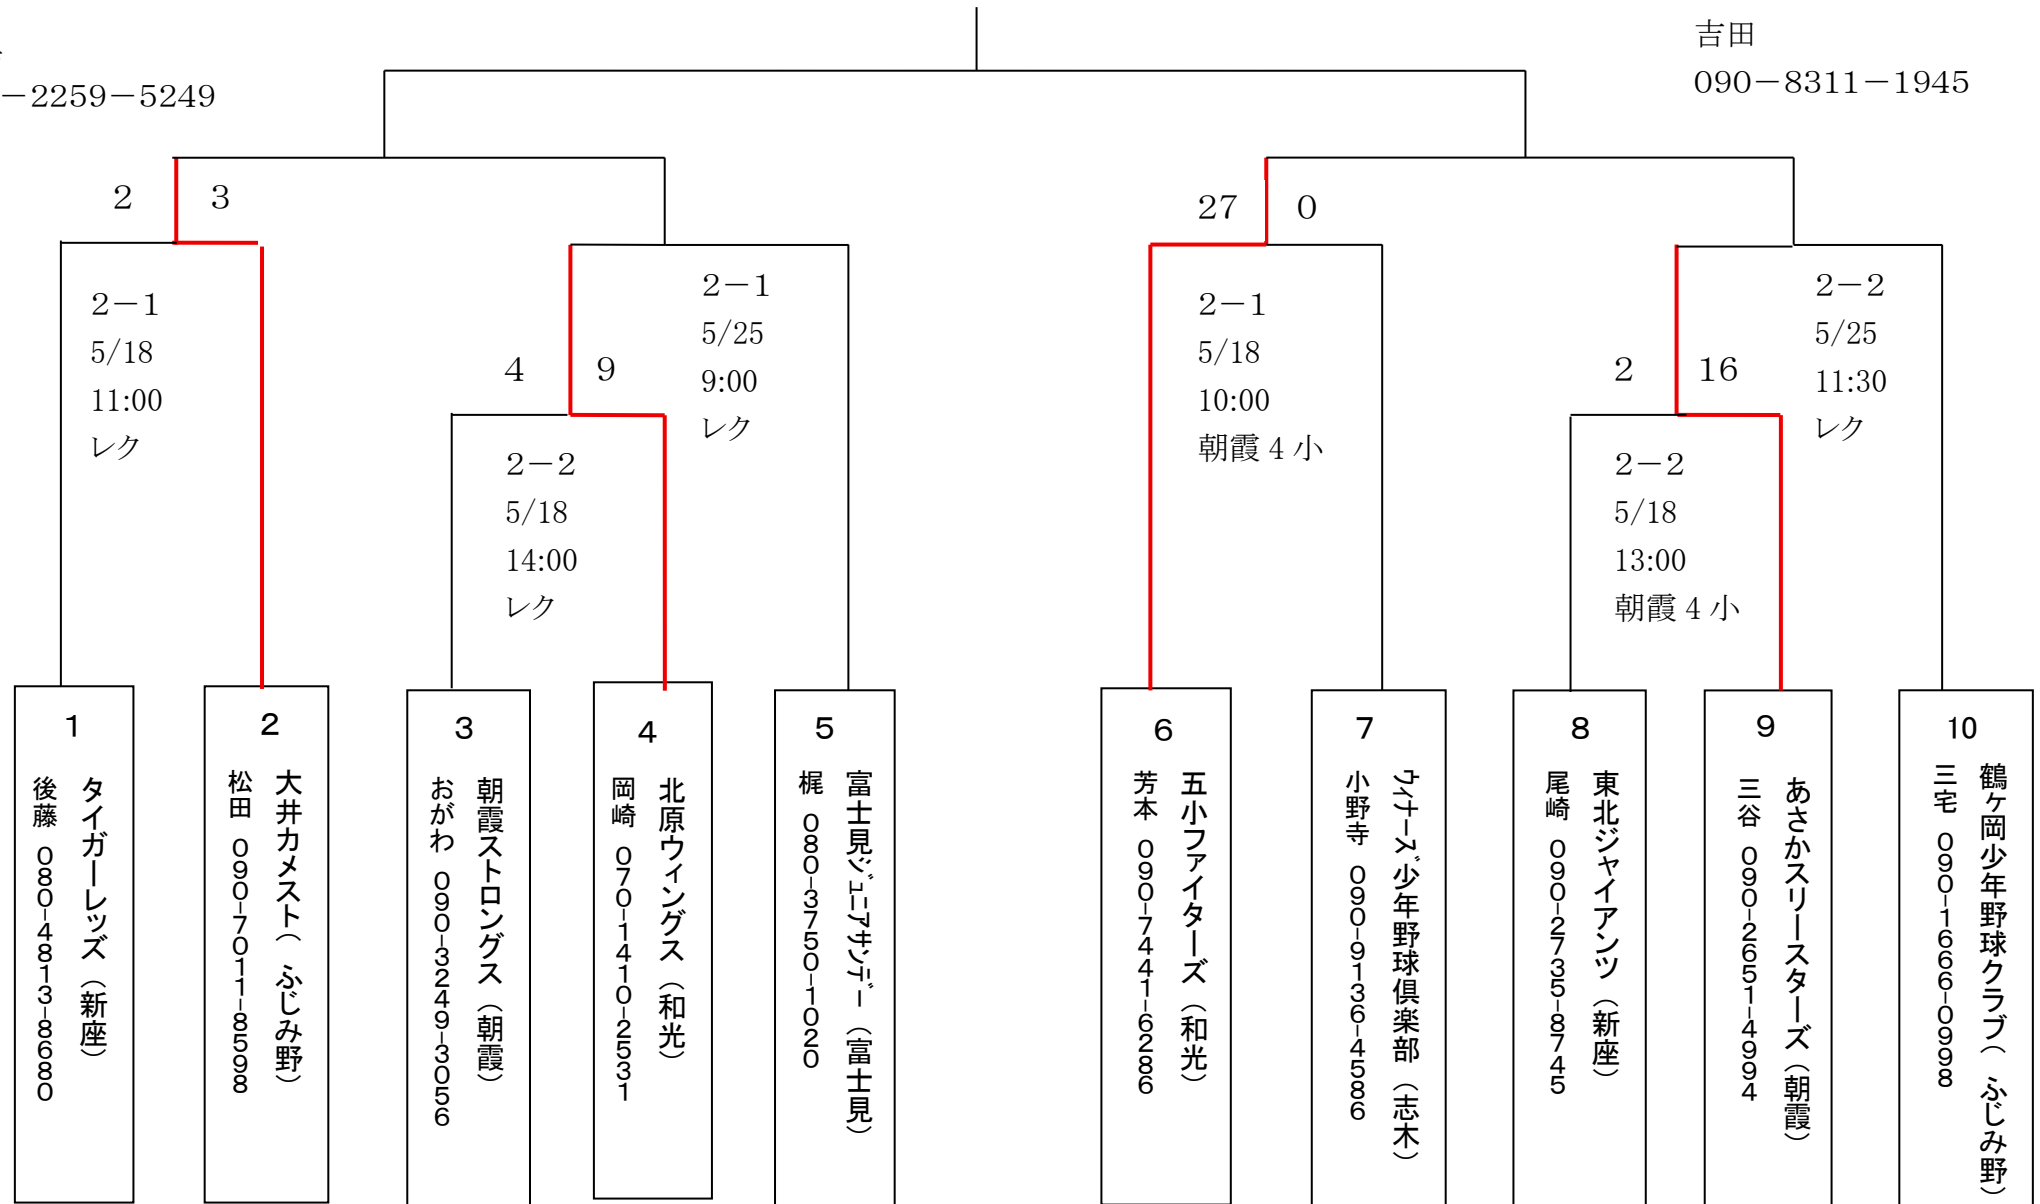 吉田
090-8311-1945
-2259-5249
2 3
27 0
2-1
5/18
11:00
レク
4 9
2-1
5/25
9:00
レク
2-2
5/18
14:00
レク
2-1
5/18
10:00
朝霞4小
2 16
2-2
5/25
11:30
レク
2-2
5/18
13:00
朝霞4小
1
タイガーレッズ(新座)
後藤 080-4813-8680
2
大井カメスト(ふじみ野)
松田 090-7011-8598
3
朝霞ストロングス(朝霞)
おがわ 090-3249-3056
4
北原ウィングス(和光)
岡崎 070-1410-2531
5
富士見ジュニアサンデー(富士見)
梶 080-3750-1020
6
五小ファイターズ(和光)
芳本 090-7441-6286
7
ウィナーズ少年野球倶楽部(志木)
小野寺 090-9136-4586
8
東北ジャイアンツ(新座)
尾崎 090-2735-8745
9
あさかスリースターズ(朝霞)
三谷 090-2651-4994
10
鶴ヶ岡少年野球クラブ(ふじみ野)
三宅 090-1666-0998